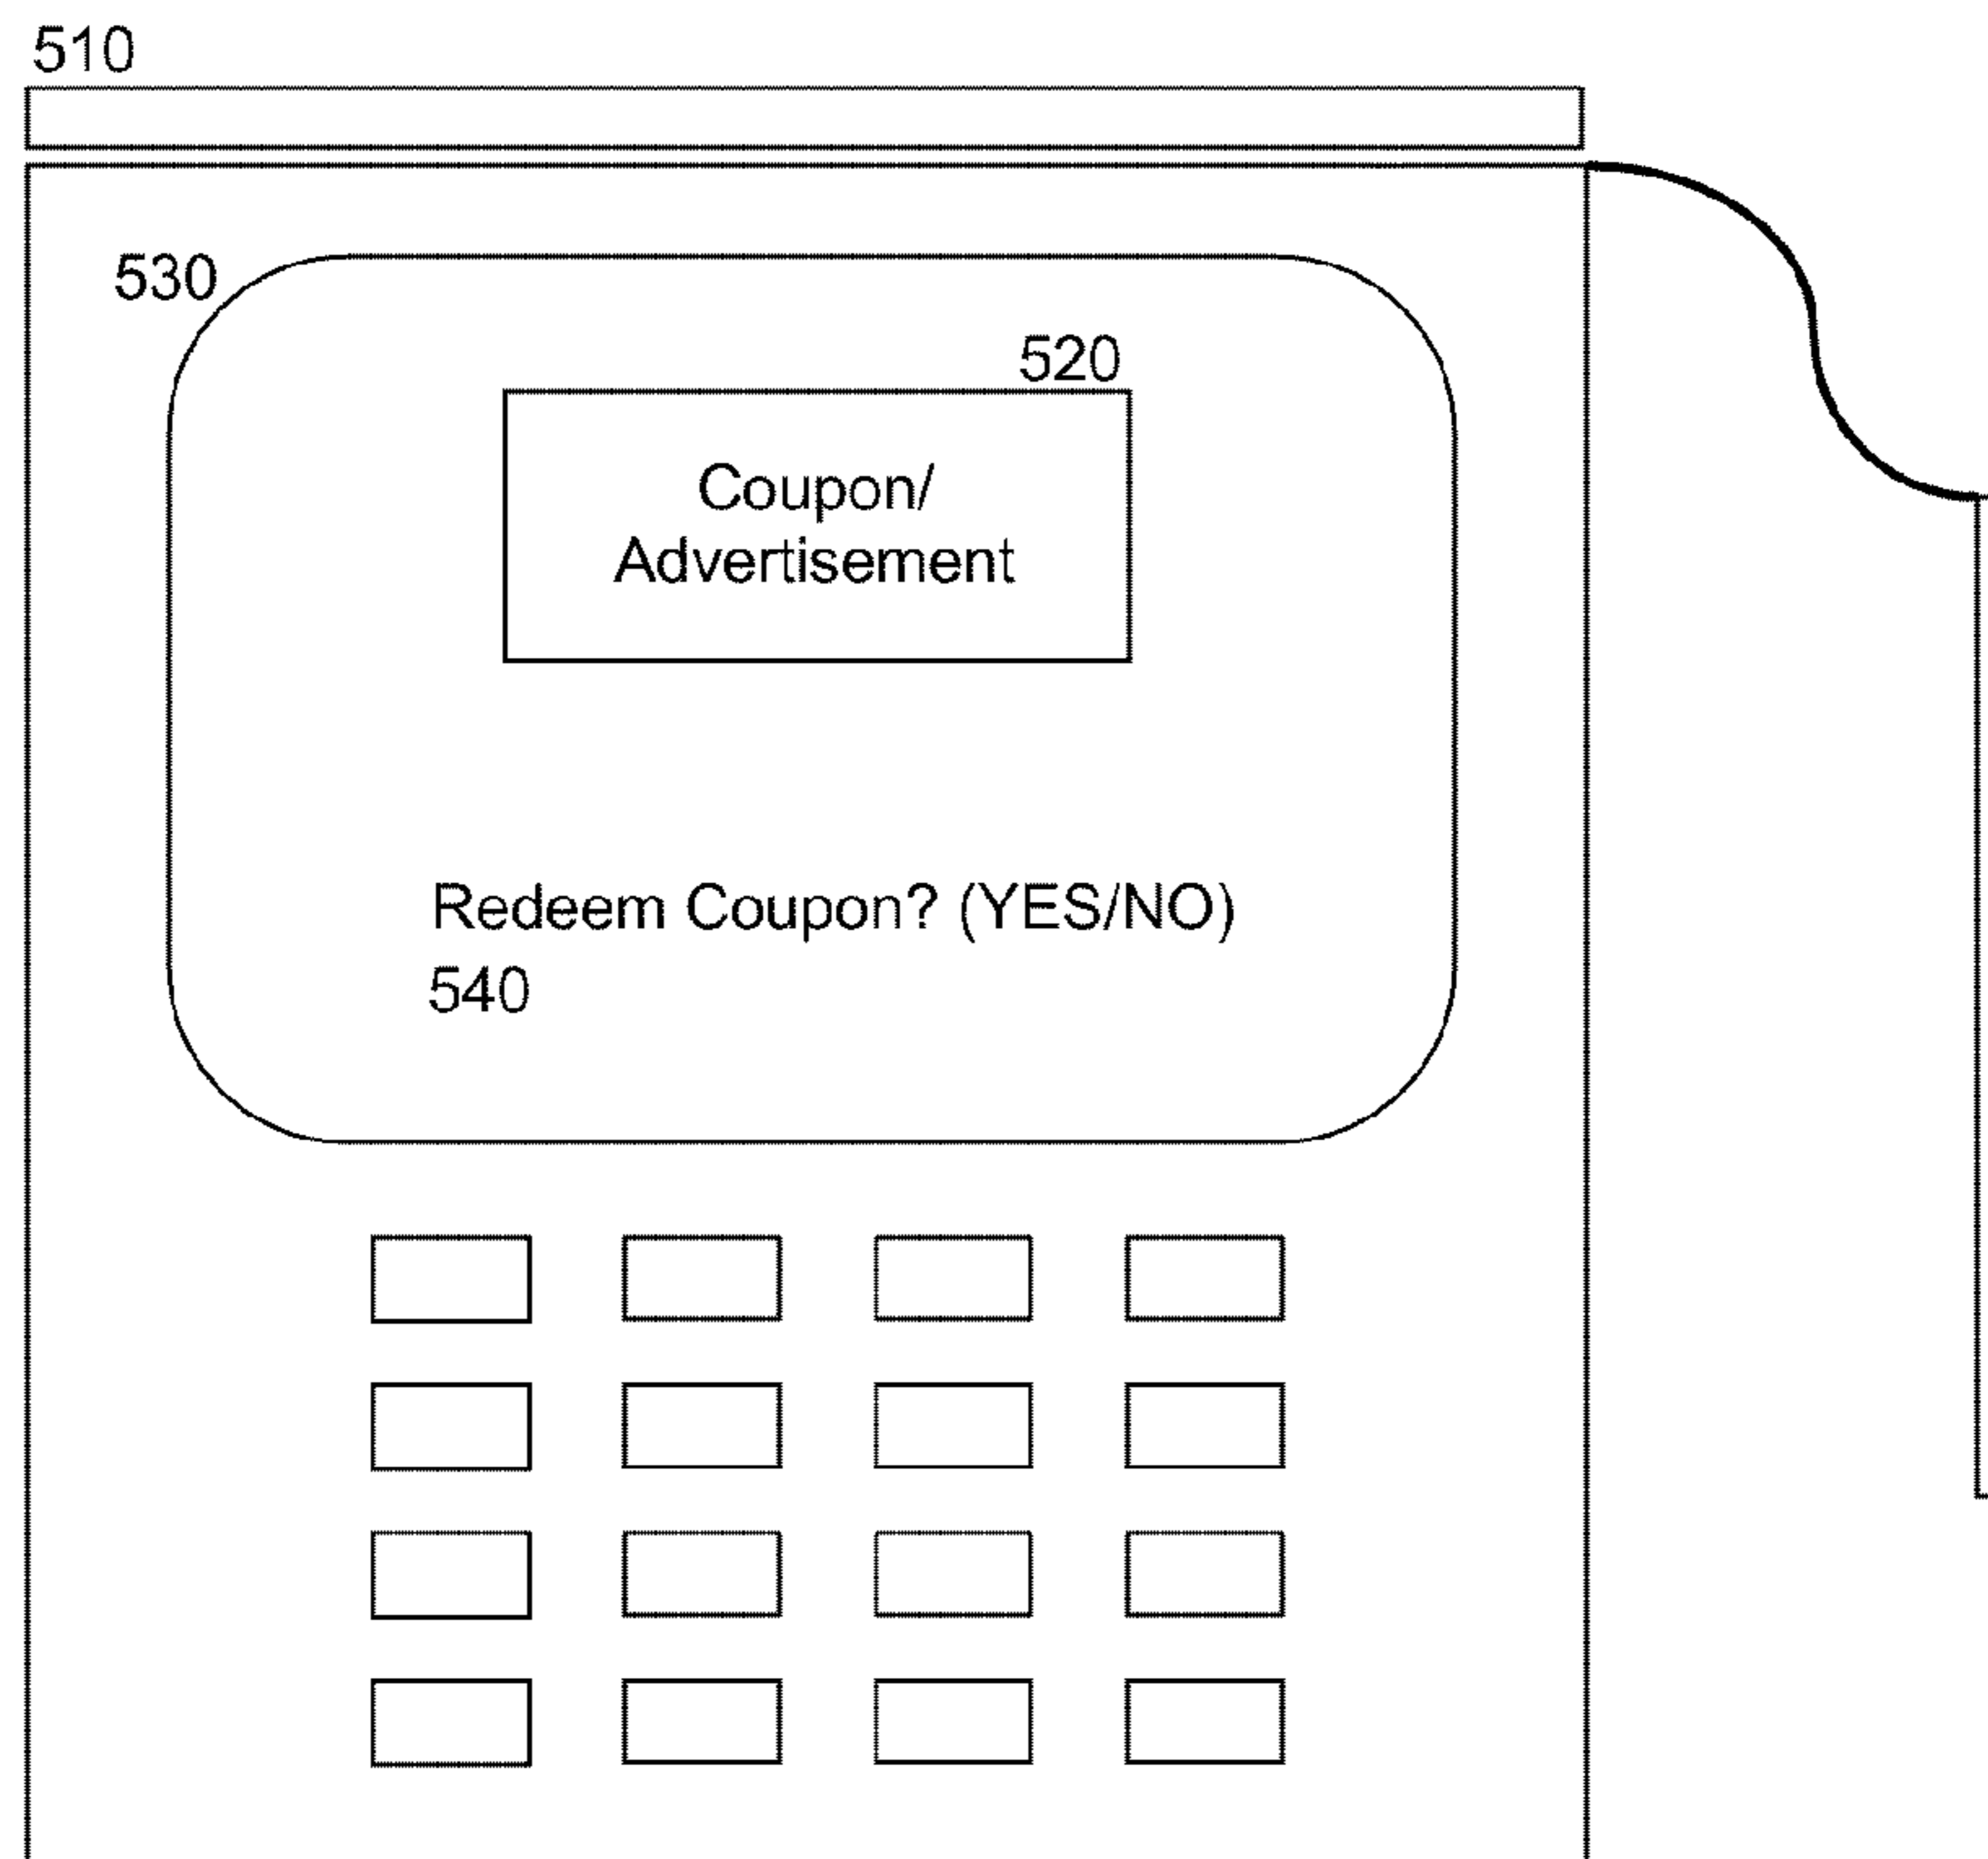 510
530
520
Coupon/
Advertisement
Redeem Coupon? (YES/NO)
540